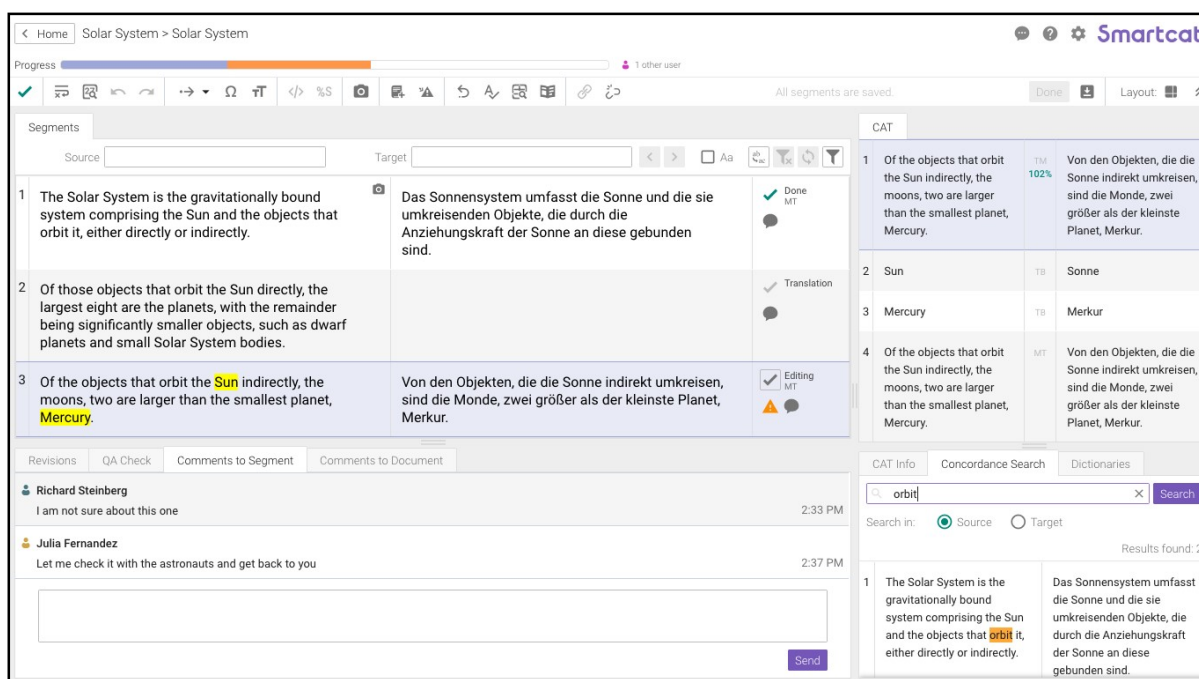 < Home Solar System > Solar System
Smartcat
Progress
1 other user
</> %S
All segments are saved.
Done
Layout:
Segments
Source
Target
< >
Aa
1
The Solar System is the gravitationally bound
system comprising the Sun and the objects that
orbit it, either directly or indirectly.
Das Sonnensystem umfasst die Sonne und die sie
umkreisenden Objekte, die durch die
Anziehungskraft der Sonne an diese gebunden
sind.
Done
MT
2
Of those objects that orbit the Sun directly, the
largest eight are the planets, with the remainder
being significantly smaller objects, such as dwarf
planets and small Solar System bodies.
Translation
3
Of the objects that orbit the Sun indirectly, the
moons, two are larger than the smallest planet,
Mercury.
Von den Objekten, die die Sonne indirekt umkreisen,
sind die Monde, zwei größer als der kleinste Planet,
Merkur.
Editing
MT
Revisions
QA Check
Comments to Segment
Comments to Document
Richard Steinberg
I am not sure about this one
2:33 PM
Julia Fernandez
Let me check it with the astronauts and get back to you
2:37 PM
Send
CAT
1
Of the objects that orbit
the Sun indirectly, the
moons, two are larger
than the smallest planet,
Mercury.
TM
102%
Von den Objekten, die die
Sonne indirekt umkreisen,
sind die Monde, zwei
größer als der kleinste
Planet, Merkur.
2
Sun
TB
Sonne
3
Mercury
TB
Merkur
4
Of the objects that orbit
the Sun indirectly, the
moons, two are larger
than the smallest planet,
Mercury.
MT
Von den Objekten, die die
Sonne indirekt umkreisen,
sind die Monde, zwei
größer als der kleinste
Planet, Merkur.
CAT Info
Concordance Search
Dictionaries
orbit
Search
Search in:
Source
Target
Results found: 2
1
The Solar System is the
gravitationally bound
system comprising the Sun
and the objects that orbit it,
either directly or indirectly.
Das Sonnensystem umfasst
die Sonne und die sie
umkreisenden Objekte, die
durch die Anziehungskraft
der Sonne an diese
gebunden sind.